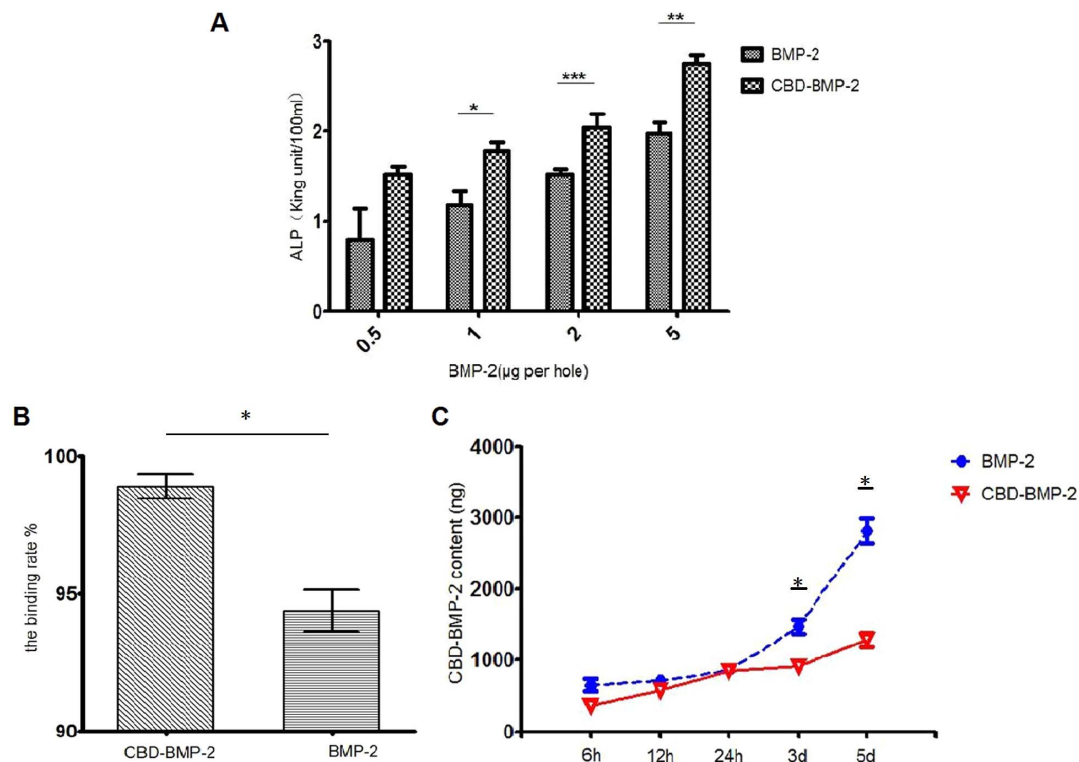 A
3
2
1
0
ALP ( King unit/100ml)
* *** **
BMP-2
CBD-BMP-2
0.5 1 2 5
BMP-2(μg per hole)
B
*
100
95
90
the binding rate %
CBD-BMP-2 BMP-2
C
4000
3000
2000
1000
0
CBD-BMP-2 content (ng)
* *
BMP-2
CBD-BMP-2
6h 12h 24h 3d 5d